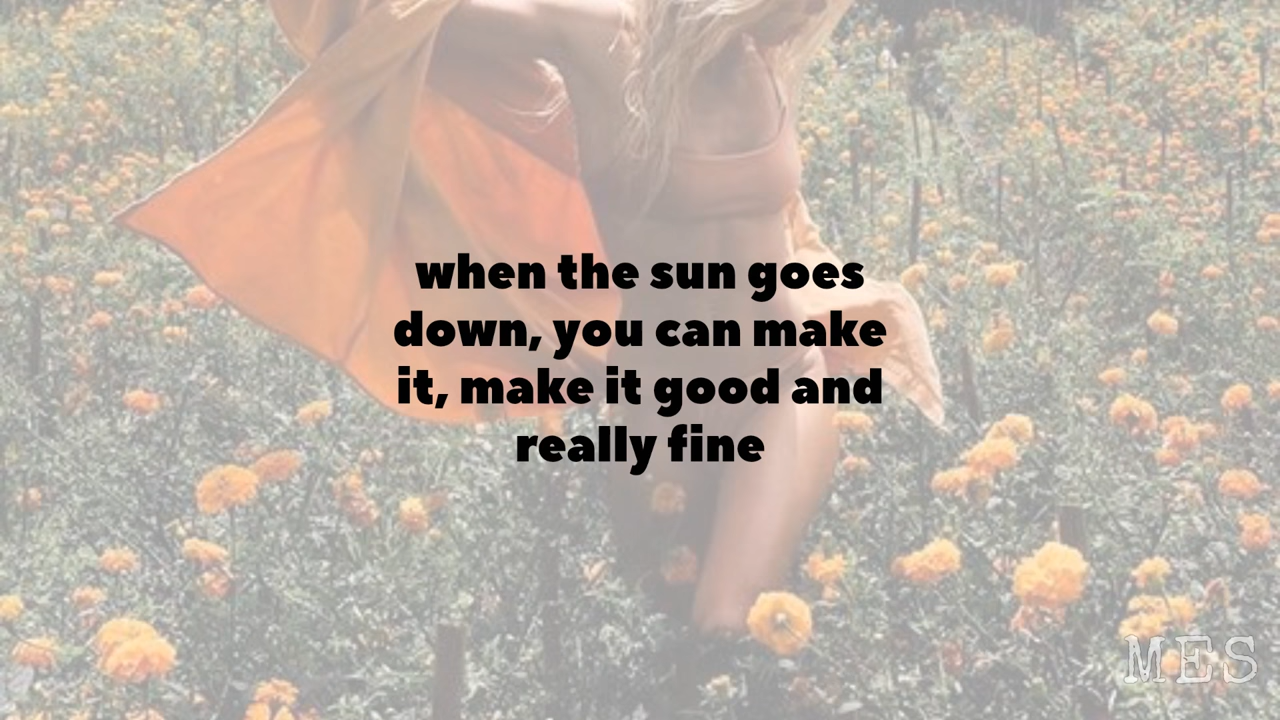 when the sun goes
down, you can make
it, make it good and
really fine
MES